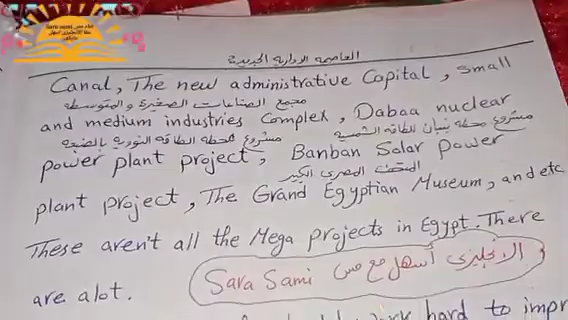 العاصمة الإدارية الجديدة
Canal, The new administrative Capital, small
مجمع الصناعات الصغيرة والمتوسطة
and medium industries Complex, Dabaa nuclear
مشروع محطة بنبان للطاقة الشمسية مشروع محطة الطاقة النووية بالضبعة
power plant project, Banban Solar power
المتحف المصرى الكبير
plant project, The Grand Egyptian Museum, and etc
These aren't all the Mega projects in Egypt. There
are alot.
الانجليزى أسهل مع مس Sara Sami
work hard to impr